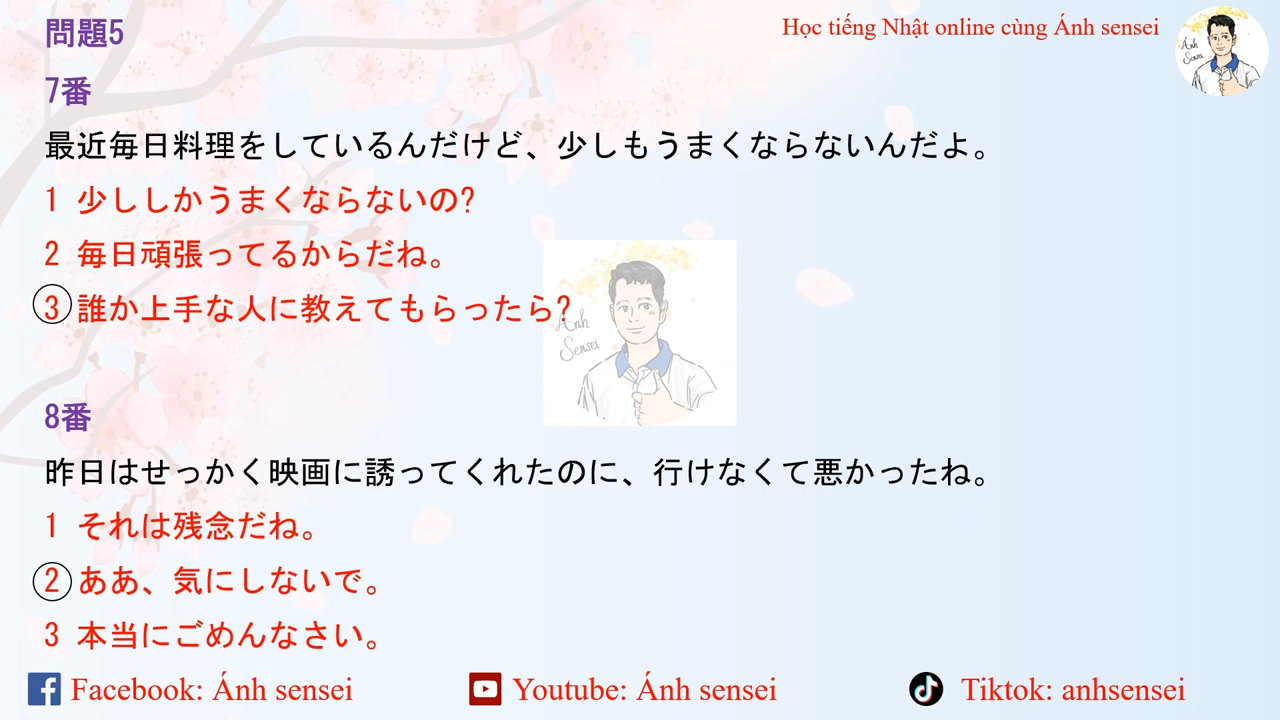 問題5
Học tiếng Nhật online cùng Ánh sensei
Ánh Sensei
7番
最近毎日料理をしているんだけど、少しもうまくならないんだよ。
1 少ししかうまくならないの?
2 毎日頑張ってるからだね。
3 誰か上手な人に教えてもらったら?
Ánh Sensei
8番
昨日はせっかく映画に誘ってくれたのに、行けなくて悪かったね。
1 それは残念だね。
2 ああ、気にしないで。
3 本当にごめんなさい。
Facebook: Ánh sensei
Youtube: Ánh sensei
Tiktok: anhsensei